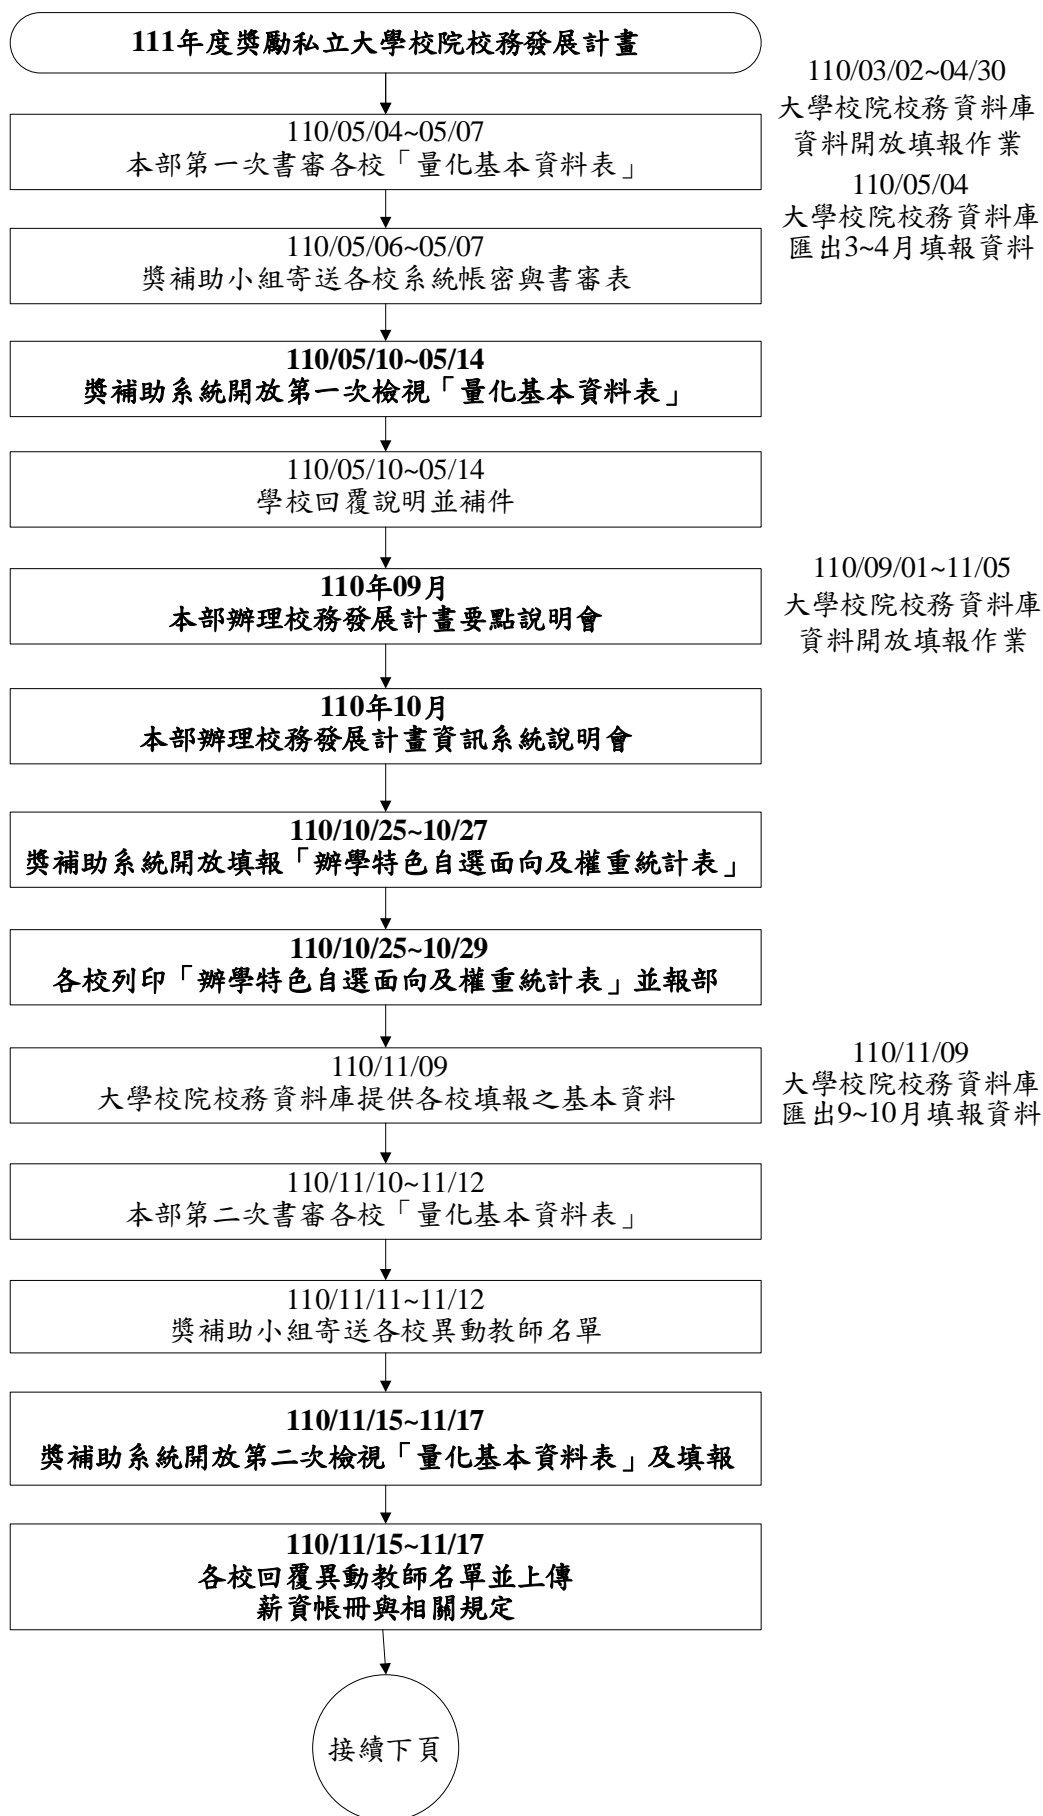 111年度獎勵私立大學校院校務發展計畫
110/03/02~04/30
大學校院校務資料庫
資料開放填報作業
110/05/04~05/07
本部第一次書審各校「量化基本資料表」
110/05/04
大學校院校務資料庫
匯出3~4月填報資料
110/05/06~05/07
獎補助小組寄送各校系統帳密與書審表
110/05/10~05/14
獎補助系統開放第一次檢視「量化基本資料表」
110/05/10~05/14
學校回覆說明並補件
110年09月
本部辦理校務發展計畫要點說明會
110/09/01~11/05
大學校院校務資料庫
資料開放填報作業
110年10月
本部辦理校務發展計畫資訊系統說明會
110/10/25~10/27
獎補助系統開放填報「辦學特色自選面向及權重統計表」
110/10/25~10/29
各校列印「辦學特色自選面向及權重統計表」並報部
110/11/09
大學校院校務資料庫提供各校填報之基本資料
110/11/09
大學校院校務資料庫
匯出9~10月填報資料
110/11/10~11/12
本部第二次書審各校「量化基本資料表」
110/11/11~11/12
獎補助小組寄送各校異動教師名單
110/11/15~11/17
獎補助系統開放第二次檢視「量化基本資料表」及填報
110/11/15~11/17
各校回覆異動教師名單並上傳
薪資帳冊與相關規定
接續下頁